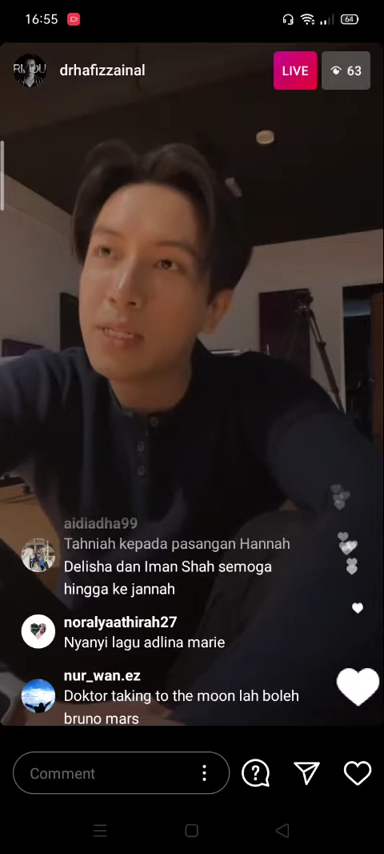 16:55
64
drhafizzainal
LIVE
63
aidiadha99
Tahniah kepada pasangan Hannah
Delisha dan Iman Shah semoga
hingga ke jannah
noralyaathirah27
Nyanyi lagu adlina marie
nur_wan.ez
Doktor taking to the moon lah boleh
bruno mars
Comment